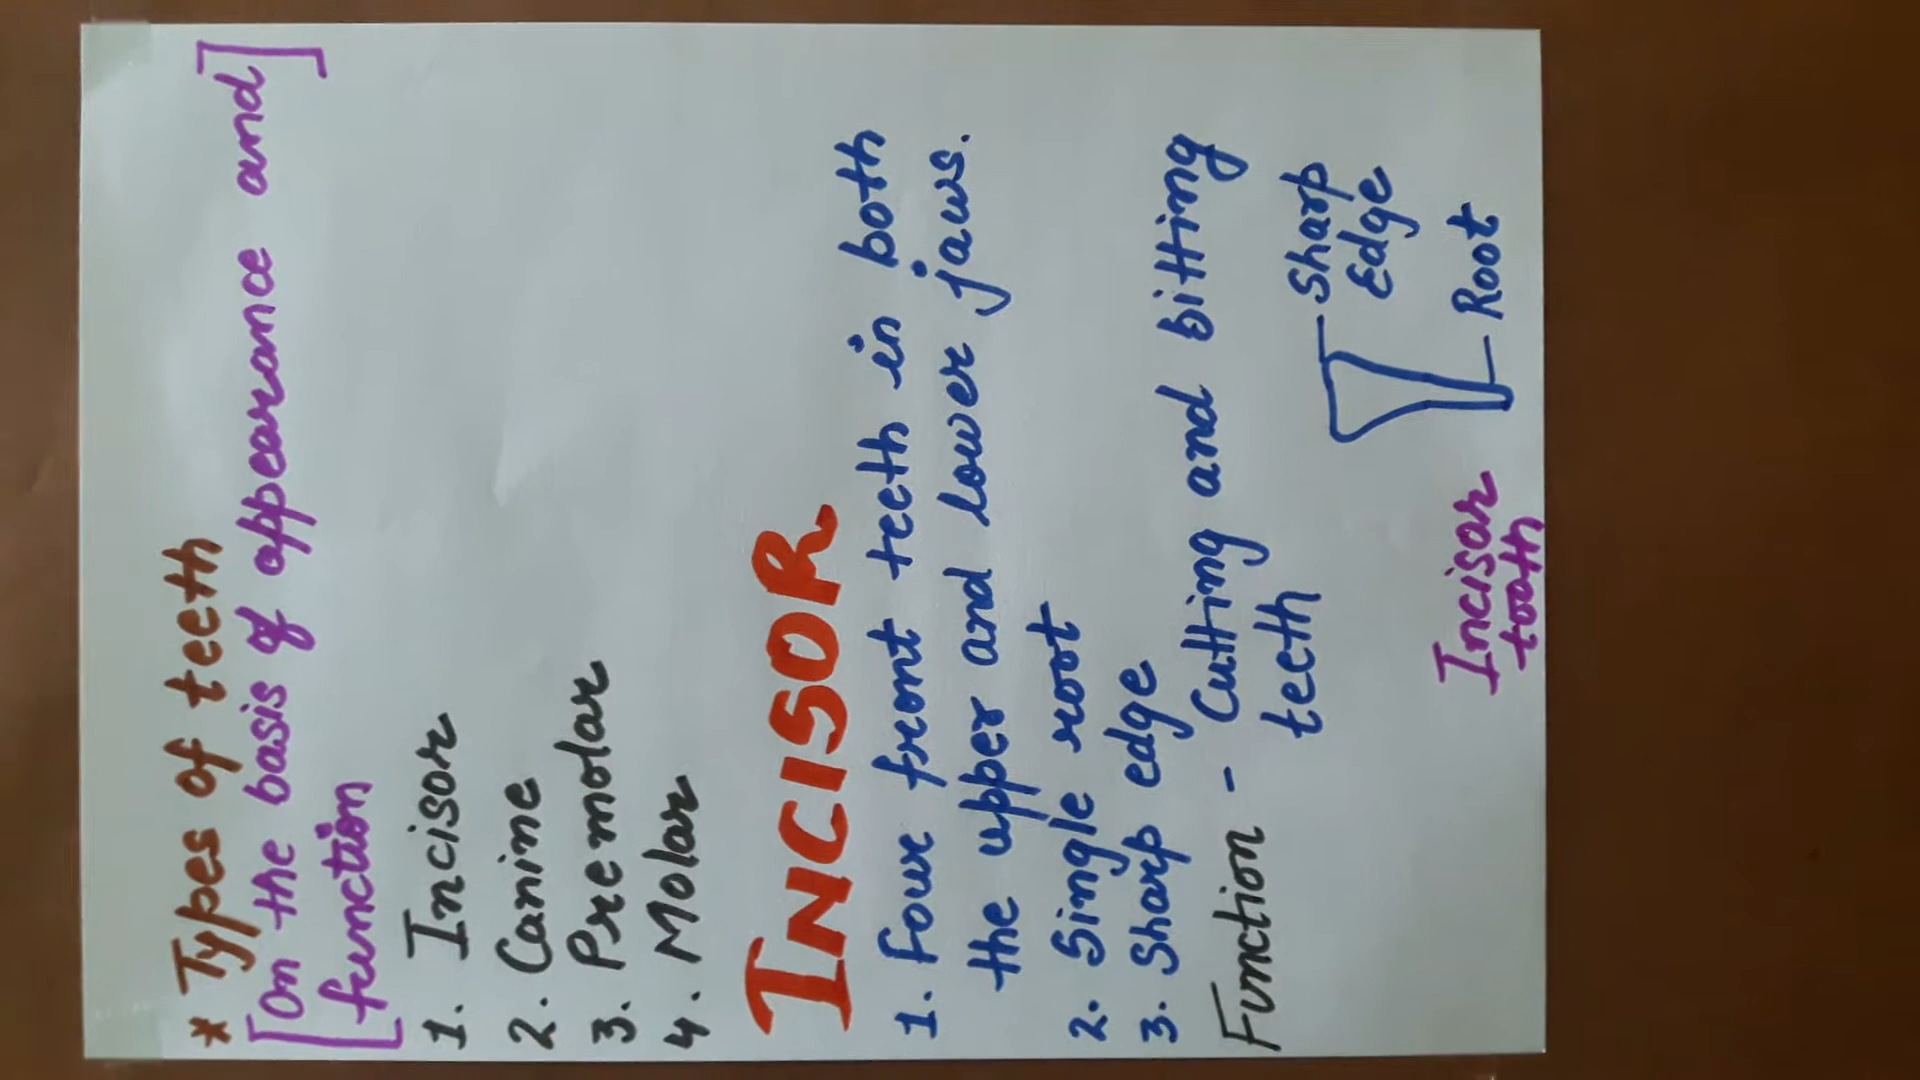 * Types of teeth
[On the basis of appearance and]
[function]
1. Incisor
2. Canine
3. Premolar
4. Molar
INCISOR
1. Four front teeth in both
the upper and lower jaws.
2. Single root
3. Sharp edge
Function - Cutting and bitting
teeth
Sharp
Edge
Root
Incisor
tooth